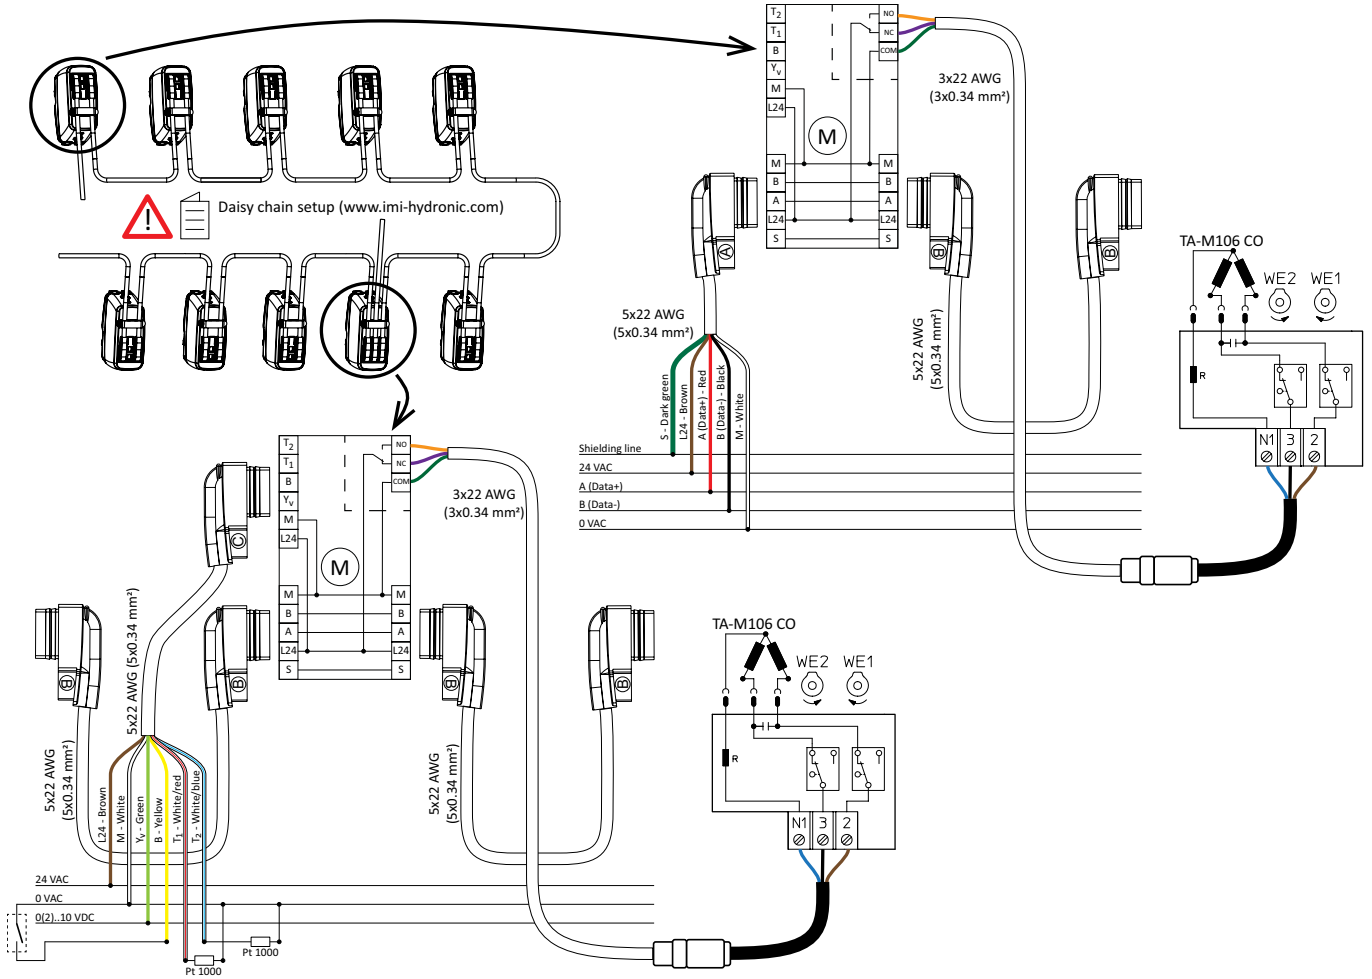 T2
T1
B
Yv
M
L24
NO
NC
COM
M
M
B
A
L24
S
M
B
A
L24
S
3x22 AWG
(3x0.34 mm²)
!
Daisy chain setup (www.imi-hydronic.com)
A
B
B
5x22 AWG
(5x0.34 mm²)
5x22 AWG
(5x0.34 mm²)
S - Dark green
L24 - Brown
A (Data+) - Red
B (Data-) - Black
M - White
Shielding line
24 VAC
A (Data+)
B (Data-)
0 VAC
TA-M106 CO
WE2
WE1
R
N1
3
2
T2
T1
B
Yv
M
L24
NO
NC
COM
M
M
B
A
L24
S
M
B
A
L24
S
3x22 AWG
(3x0.34 mm²)
C
B
B
B
B
5x22 AWG (5x0.34 mm²)
5x22 AWG
(5x0.34 mm²)
5x22 AWG
(5x0.34 mm²)
L24 - Brown
M - White
Yv - Green
B - Yellow
T1 - White/red
T2 - White/blue
24 VAC
0 VAC
0(2)..10 VDC
Pt 1000
Pt 1000
TA-M106 CO
WE2
WE1
R
N1
3
2